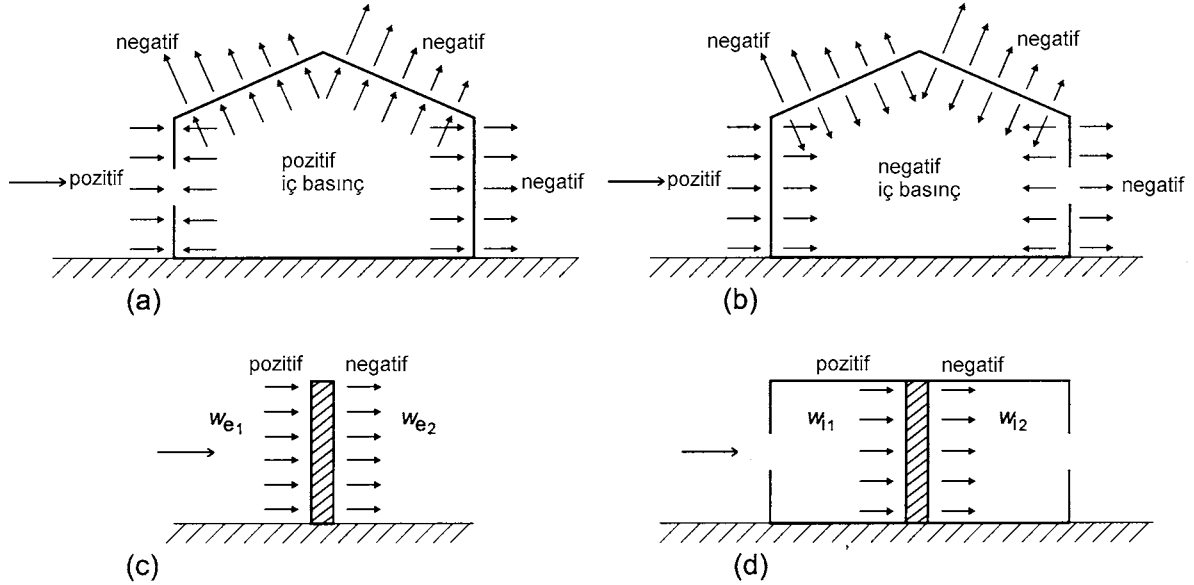 negatif
negatif
pozitif
pozitif
iç basınç
negatif
(a)
negatif
negatif
pozitif
negatif
iç basınç
negatif
(b)
pozitif
negatif
we1
we2
(c)
pozitif
negatif
wi1
wi2
(d)